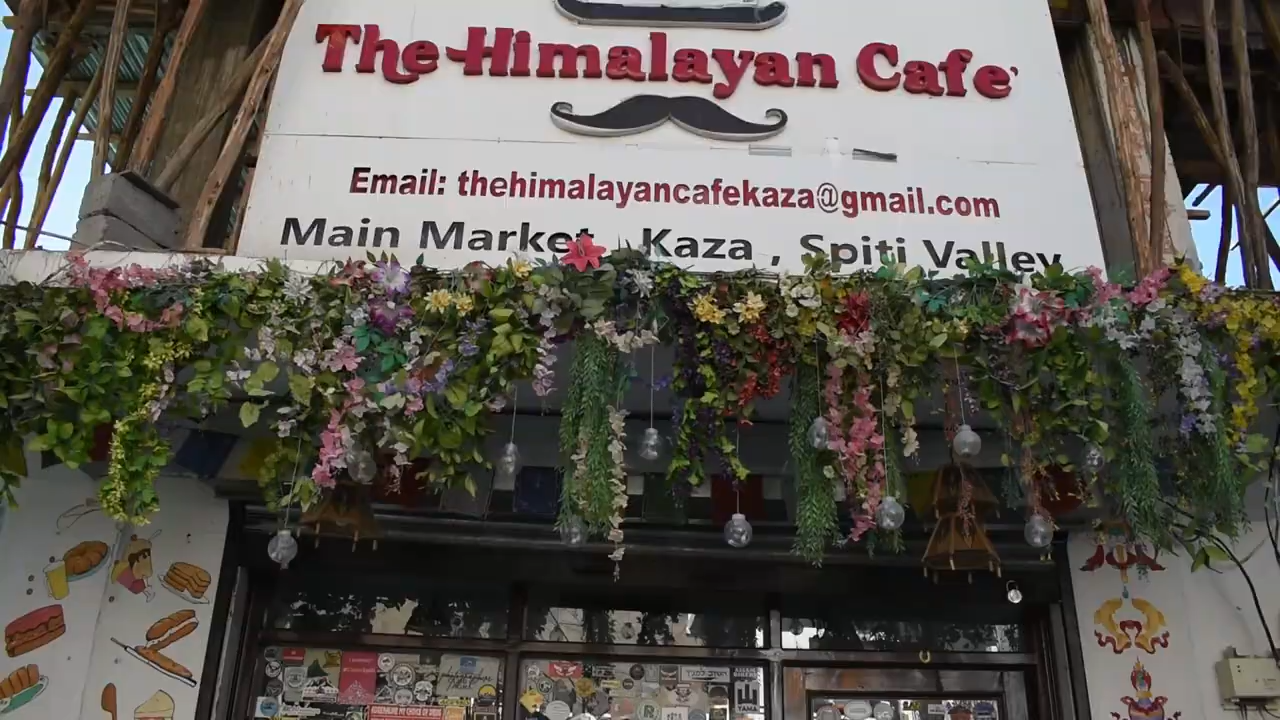 The Himalayan Cafe'
Email: thehimalayancafekaza@gmail.com
Main Market, Kaza , Spiti Valley